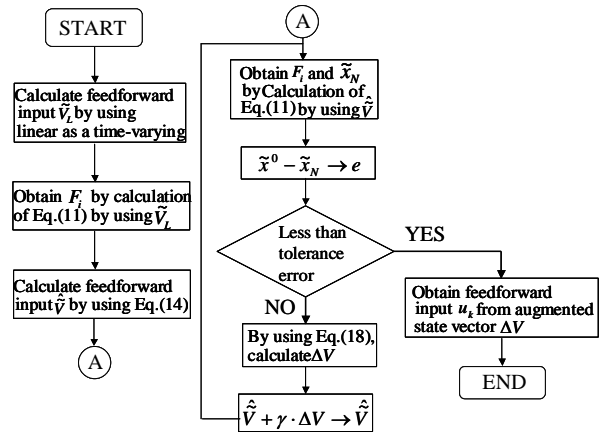 START
Calculate feedforward
input Ṽ_L by using
linear as a time-varying
Obtain F_i by calculation
of Eq.(11) by using Ṽ_L
Calculate feedforward
input V̂̃ by using Eq.(14)
A
A
Obtain F_i and x̃_N
by Calculation of
Eq.(11) by using V̂̃
x̃^0 − x̃_N → e
Less than
tolerance
error
YES
NO
By using Eq.(18),
calculate ΔV
V̂̃ + γ · ΔV → V̂̃
Obtain feedforward
input u_k from augmented
state vector ΔV
END